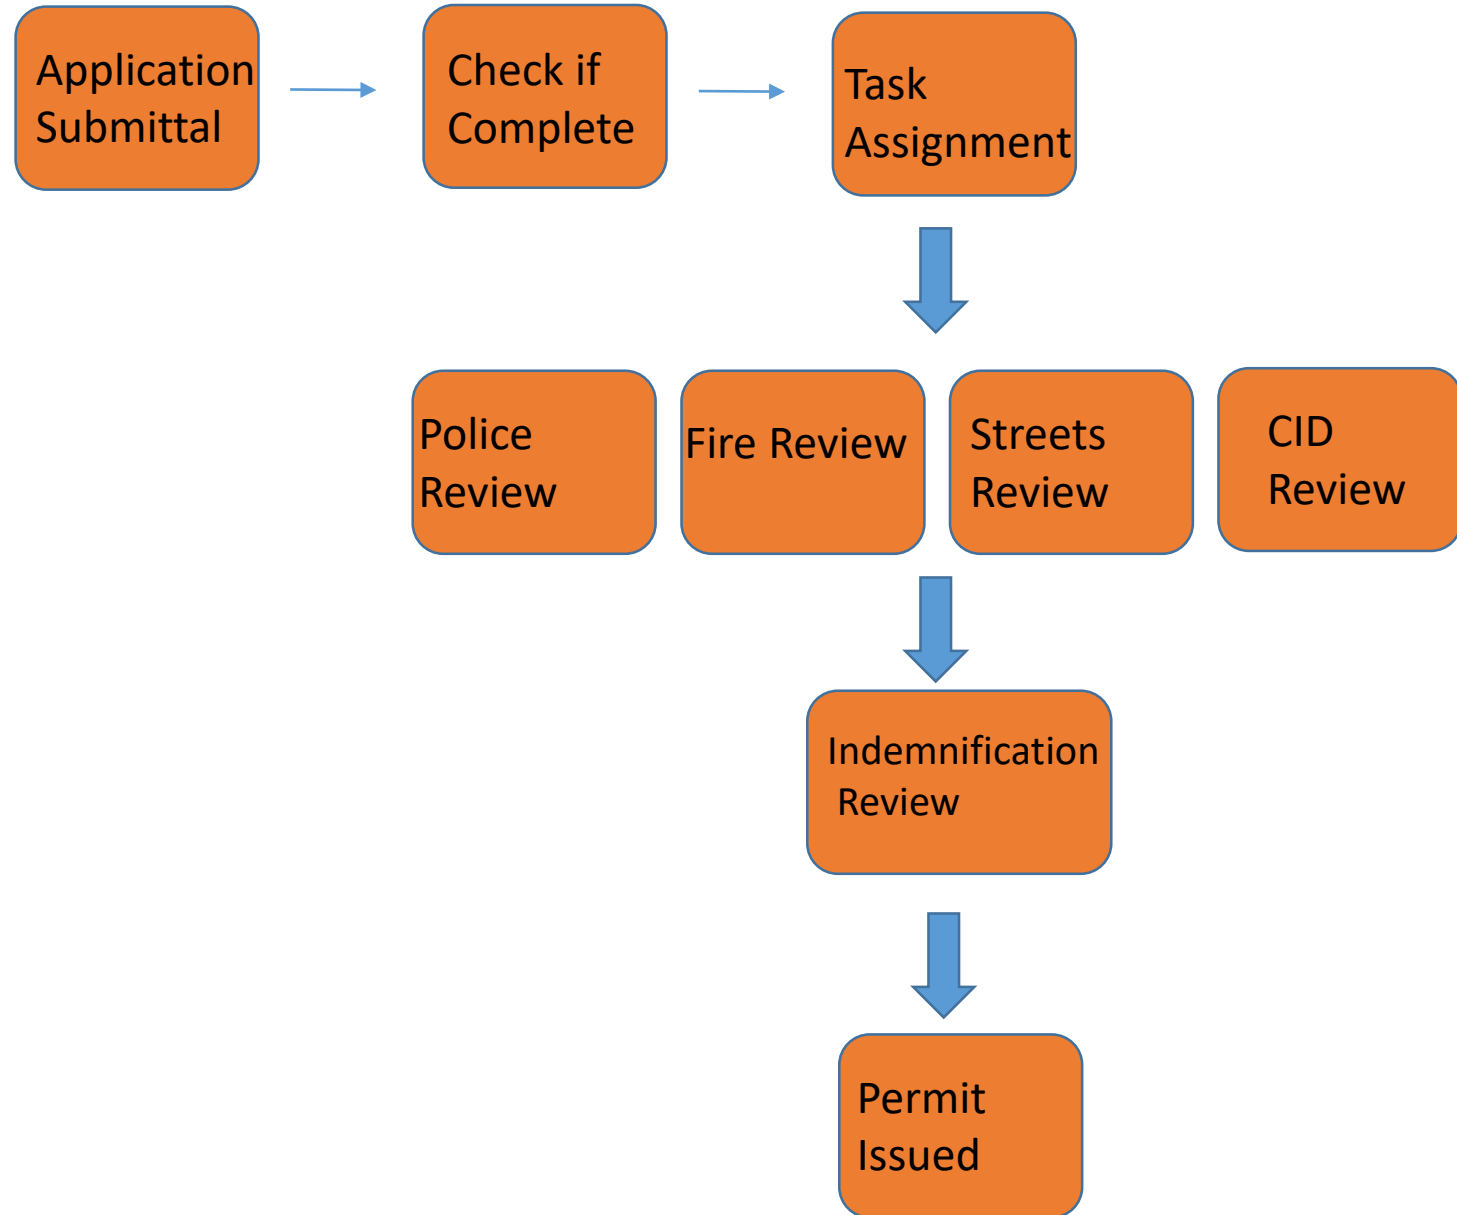 Application
Submittal
Check if
Complete
Task
Assignment
Police
Review
Fire Review
Streets
Review
CID
Review
Indemnification
Review
Permit
Issued